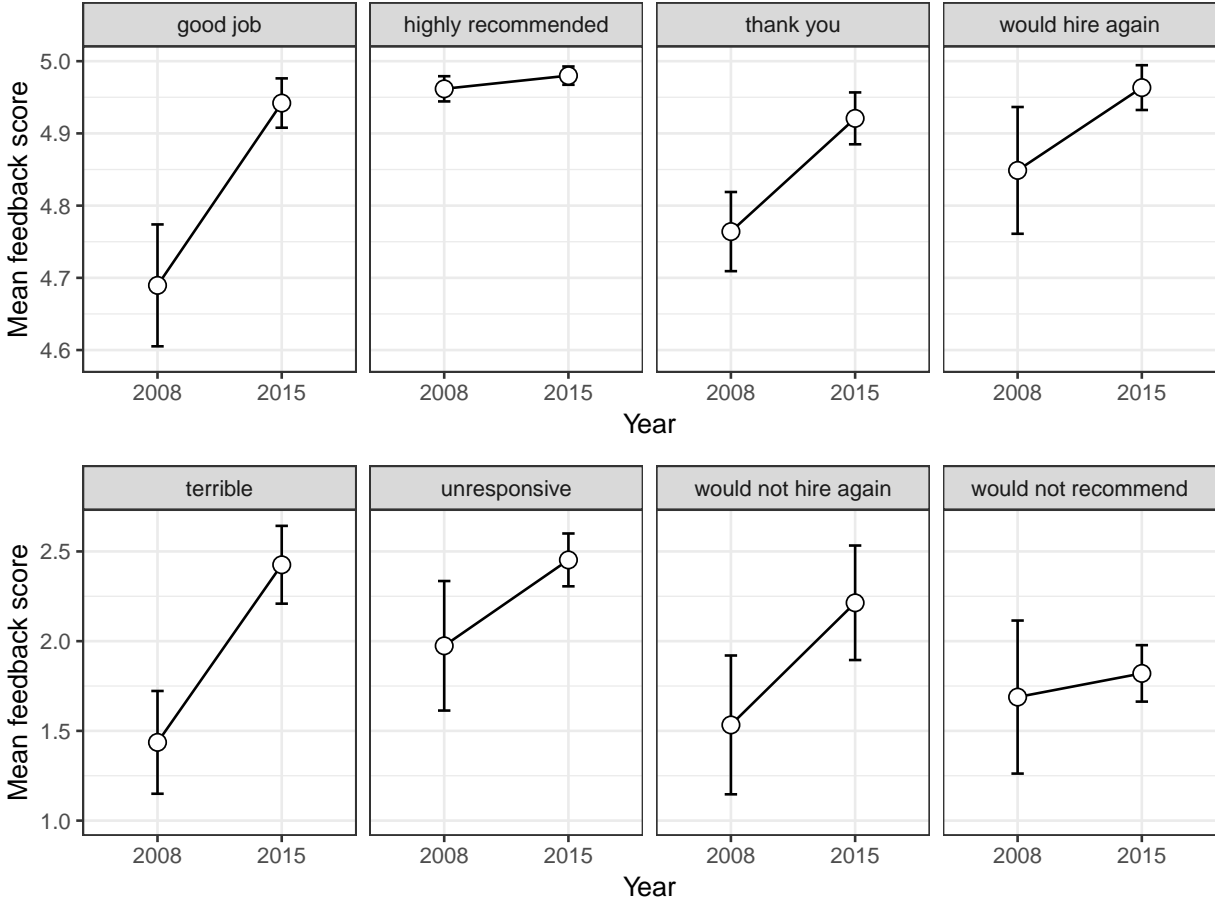 good job
highly recommended
thank you
would hire again
5.0
4.9
4.8
4.7
4.6
Mean feedback score
2008 2015
2008 2015
2008 2015
2008 2015
Year
terrible
unresponsive
would not hire again
would not recommend
2.5
2.0
1.5
1.0
Mean feedback score
2008 2015
2008 2015
2008 2015
2008 2015
Year